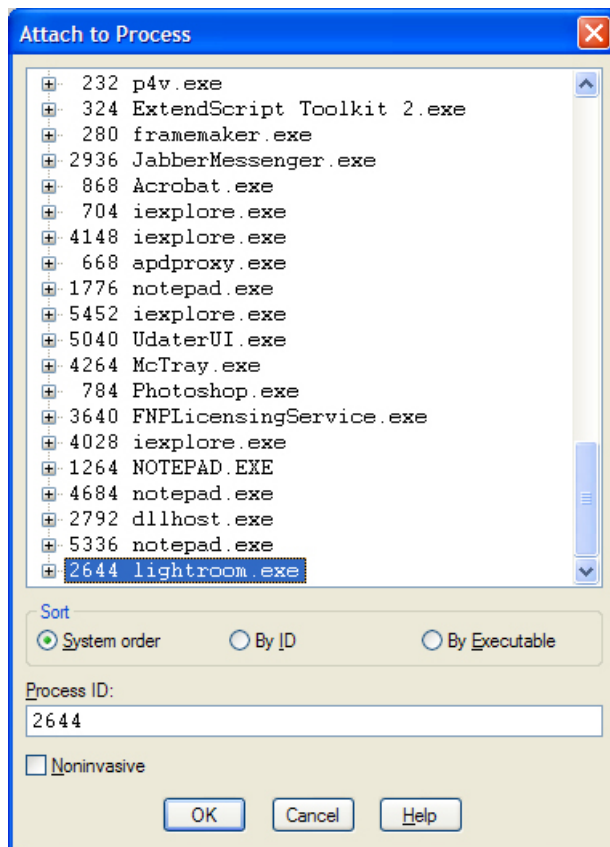 Attach to Process
232 p4v.exe
324 ExtendScript Toolkit 2.exe
280 framemaker.exe
2936 JabberMessenger.exe
868 Acrobat.exe
704 iexplore.exe
4148 iexplore.exe
668 apdproxy.exe
1776 notepad.exe
5452 iexplore.exe
5040 UdaterUI.exe
4264 McTray.exe
784 Photoshop.exe
3640 FNPLicensingService.exe
4028 iexplore.exe
1264 NOTEPAD.EXE
4684 notepad.exe
2792 dllhost.exe
5336 notepad.exe
2644 lightroom.exe
Sort
System order By ID By Executable
Process ID:
2644
Noninvasive
OK Cancel Help